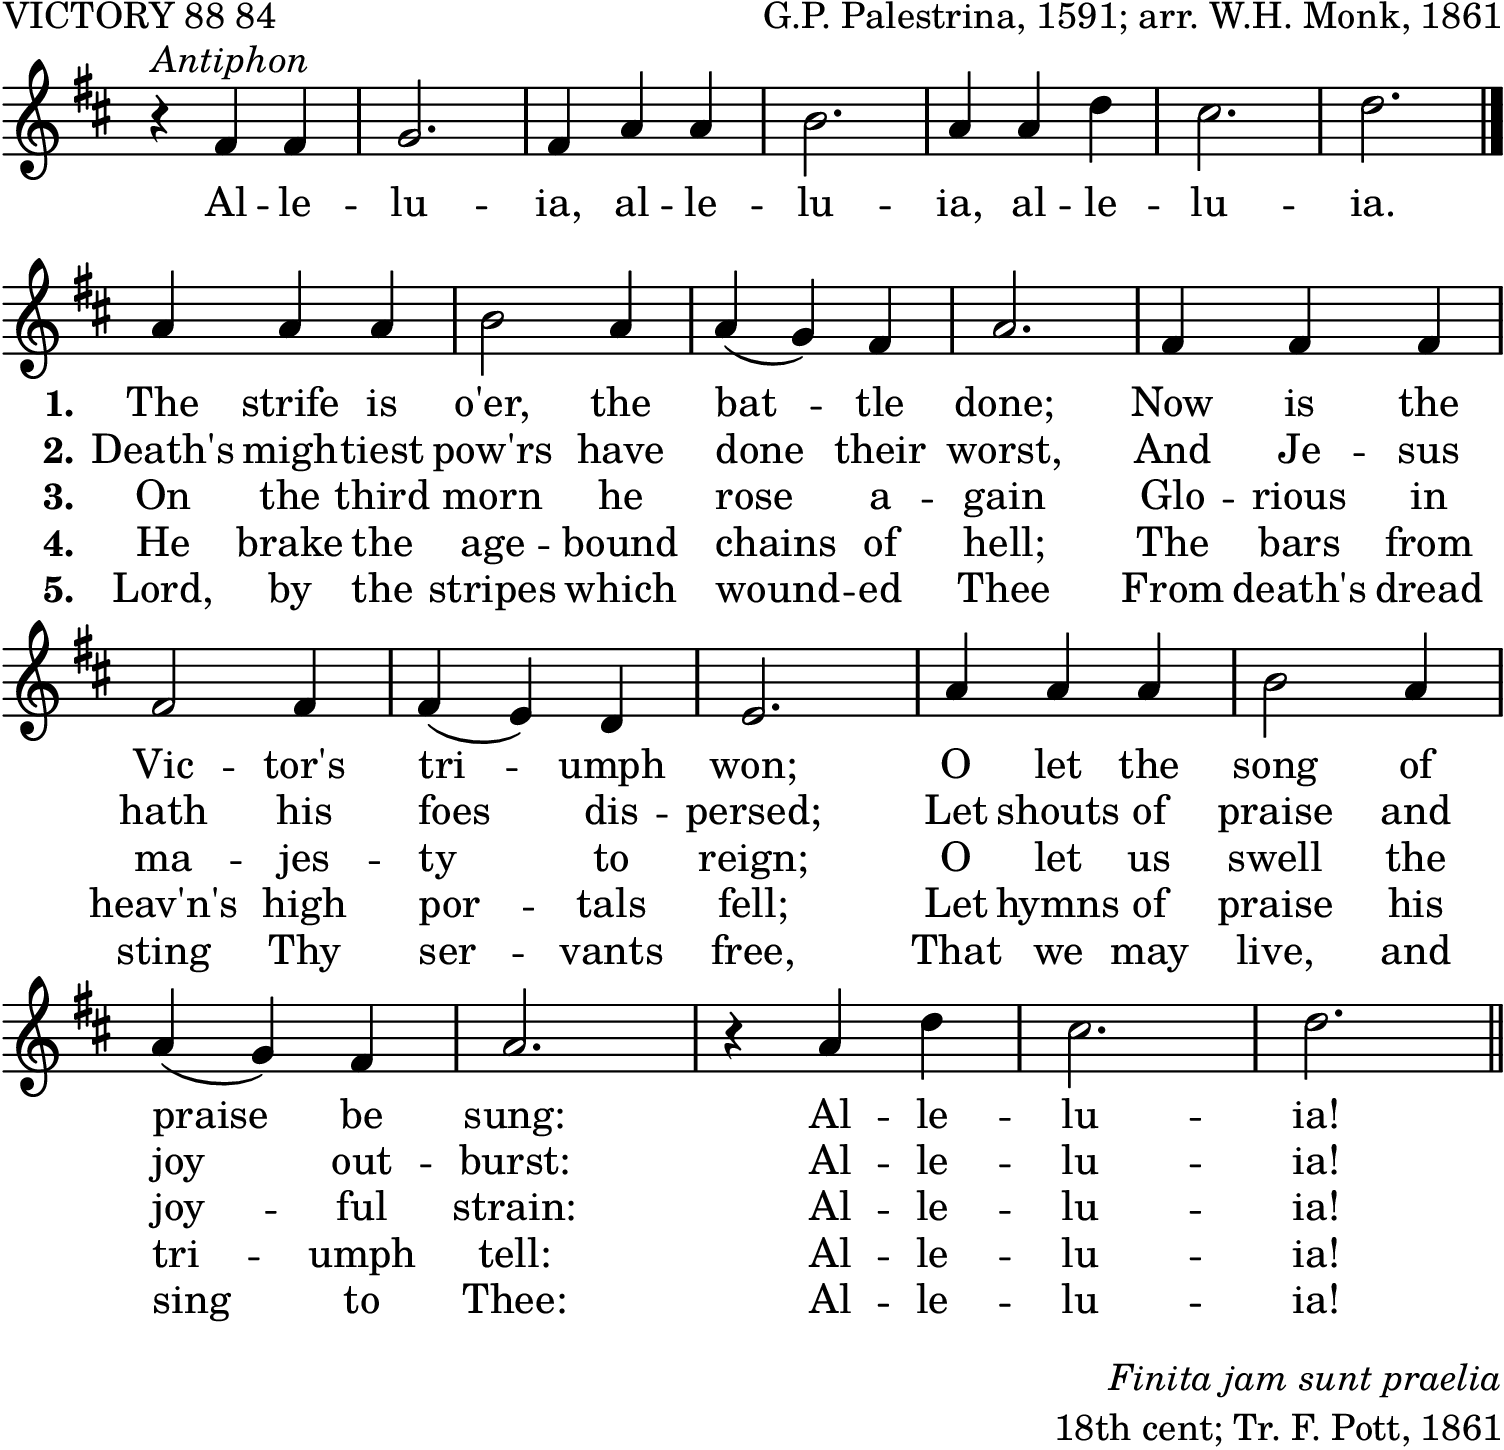 VICTORY 88 84 G.P. Palestrina, 1591; arr. W.H. Monk, 1861
Antiphon
Al -- le -- lu -- ia, al -- le -- lu -- ia, al -- le -- lu -- ia.
1. The strife is o'er, the bat -- tle done; Now is the
2. Death's migh -- tiest pow'rs have done their worst, And Je -- sus
3. On the third morn he rose a -- gain Glo -- rious in
4. He brake the age -- bound chains of hell; The bars from
5. Lord, by the stripes which wound -- ed Thee From death's dread
Vic -- tor's tri -- umph won; O let the song of
hath his foes dis -- persed; Let shouts of praise and
ma -- jes -- ty to reign; O let us swell the
heav'n's high por -- tals fell; Let hymns of praise his
sting Thy ser -- vants free, That we may live, and
praise be sung: Al -- le -- lu -- ia!
joy out -- burst: Al -- le -- lu -- ia!
joy -- ful strain: Al -- le -- lu -- ia!
tri -- umph tell: Al -- le -- lu -- ia!
sing to Thee: Al -- le -- lu -- ia!
Finita jam sunt praelia
18th cent; Tr. F. Pott, 1861